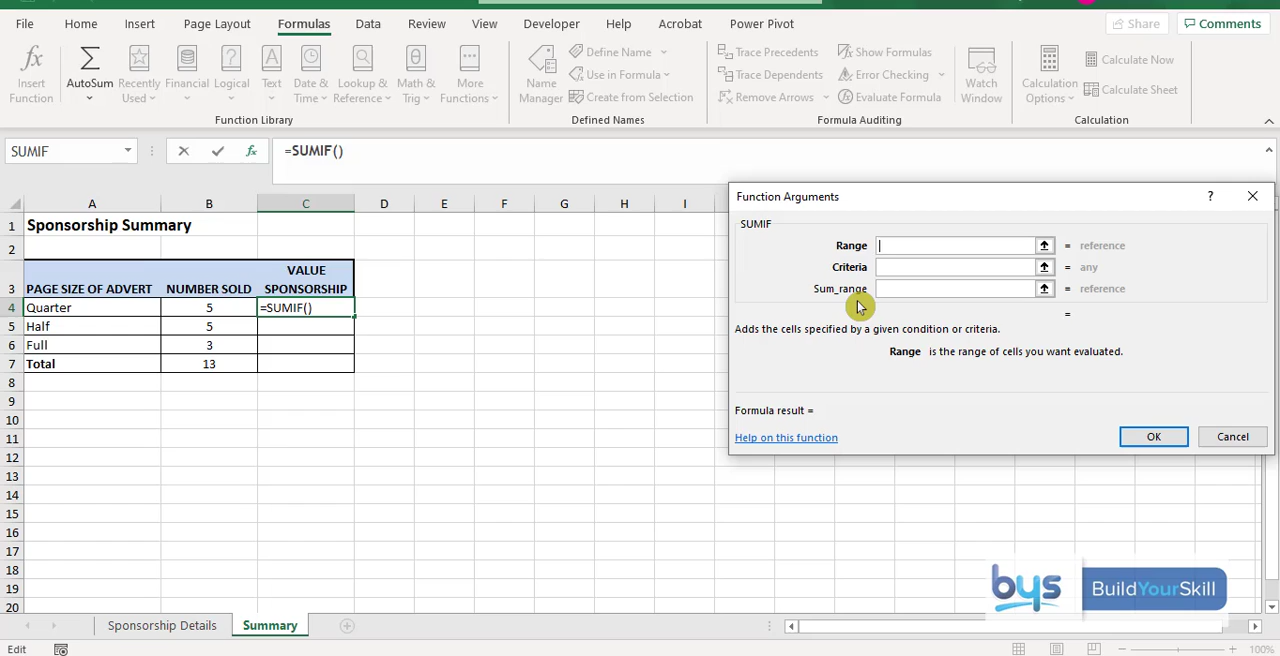 File Home Insert Page Layout Formulas Data Review View Developer Help Acrobat Power Pivot Share Comments
Insert Function AutoSum Recently Used Financial Logical Text Date & Time Lookup & Reference Math & Trig More Functions
Function Library
Name Manager Define Name Use in Formula Create from Selection
Defined Names
Trace Precedents Trace Dependents Remove Arrows Show Formulas Error Checking Evaluate Formula
Formula Auditing
Watch Window
Calculation Options Calculate Now Calculate Sheet
Calculation
SUMIF fx =SUMIF()
A B C D E F G H I
1 Sponsorship Summary
2
3 PAGE SIZE OF ADVERT NUMBER SOLD VALUE SPONSORSHIP
4 Quarter 5 =SUMIF()
5 Half 5
6 Full 3
7 Total 13
8
9
10
11
12
13
14
15
16
17
18
19
20
Function Arguments ?
SUMIF
Range = reference
Criteria = any
Sum_range = reference
=
Adds the cells specified by a given condition or criteria.
Range is the range of cells you want evaluated.
Formula result =
Help on this function OK Cancel
bys BuildYourSkill
Sponsorship Details Summary
Edit 100%